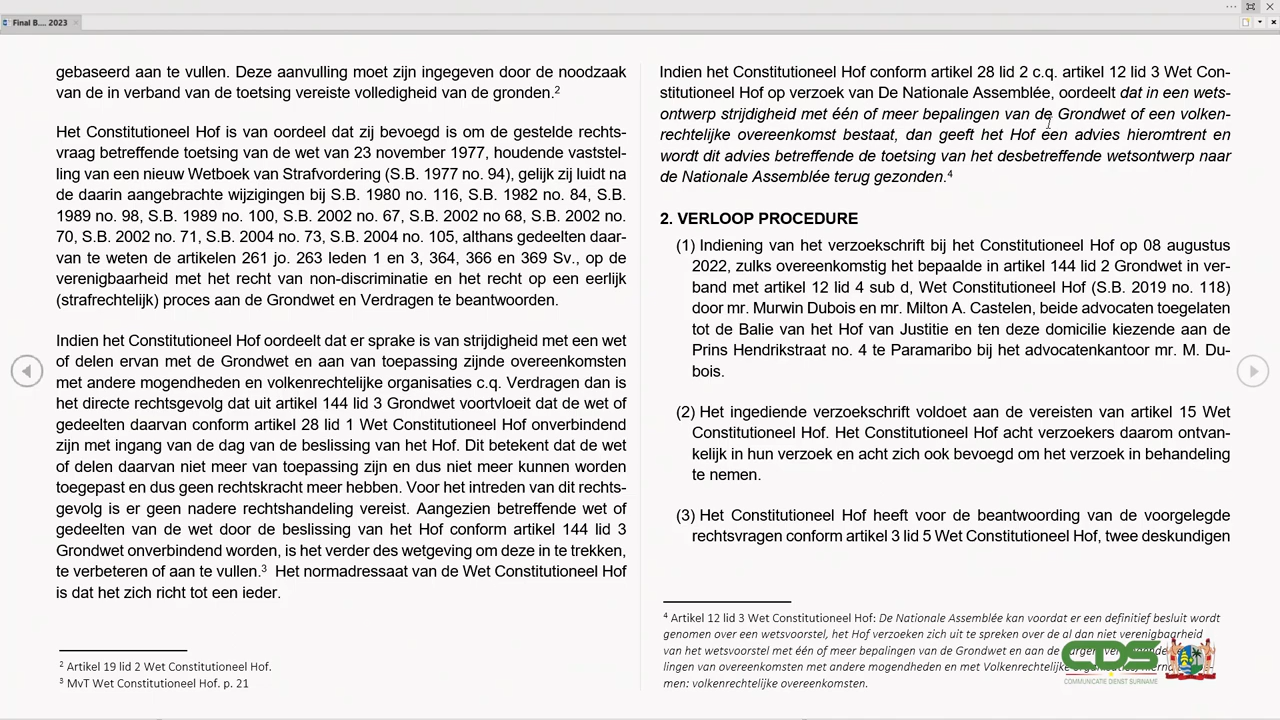 Final B.... 2023
gebaseerd aan te vullen. Deze aanvulling moet zijn ingegeven door de noodzaak
van de in verband van de toetsing vereiste volledigheid van de gronden.2
Het Constitutioneel Hof is van oordeel dat zij bevoegd is om de gestelde rechts-
vraag betreffende toetsing van de wet van 23 november 1977, houdende vaststel-
ling van een nieuw Wetboek van Strafvordering (S.B. 1977 no. 94), gelijk zij luidt na
de daarin aangebrachte wijzigingen bij S.B. 1980 no. 116, S.B. 1982 no. 84, S.B.
1989 no. 98, S.B. 1989 no. 100, S.B. 2002 no. 67, S.B. 2002 no 68, S.B. 2002 no.
70, S.B. 2002 no. 71, S.B. 2004 no. 73, S.B. 2004 no. 105, althans gedeelten daar-
van te weten de artikelen 261 jo. 263 leden 1 en 3, 364, 366 en 369 Sv., op de
verenigbaarheid met het recht van non-discriminatie en het recht op een eerlijk
(strafrechtelijk) proces aan de Grondwet en Verdragen te beantwoorden.
Indien het Constitutioneel Hof oordeelt dat er sprake is van strijdigheid met een wet
of delen ervan met de Grondwet en aan van toepassing zijnde overeenkomsten
met andere mogendheden en volkenrechtelijke organisaties c.q. Verdragen dan is
het directe rechtsgevolg dat uit artikel 144 lid 3 Grondwet voortvloeit dat de wet of
gedeelten daarvan conform artikel 28 lid 1 Wet Constitutioneel Hof onverbindend
zijn met ingang van de dag van de beslissing van het Hof. Dit betekent dat de wet
of delen daarvan niet meer van toepassing zijn en dus niet meer kunnen worden
toegepast en dus geen rechtskracht meer hebben. Voor het intreden van dit rechts-
gevolg is er geen nadere rechtshandeling vereist. Aangezien betreffende wet of
gedeelten van de wet door de beslissing van het Hof conform artikel 144 lid 3
Grondwet onverbindend worden, is het verder des wetgeving om deze in te trekken,
te verbeteren of aan te vullen.3 Het normadressaat van de Wet Constitutioneel Hof
is dat het zich richt tot een ieder.
2 Artikel 19 lid 2 Wet Constitutioneel Hof.
3 MvT Wet Constitutioneel Hof. p. 21
Indien het Constitutioneel Hof conform artikel 28 lid 2 c.q. artikel 12 lid 3 Wet Con-
stitutioneel Hof op verzoek van De Nationale Assemblée, oordeelt dat in een wets-
ontwerp strijdigheid met één of meer bepalingen van de Grondwet of een volken-
rechtelijke overeenkomst bestaat, dan geeft het Hof een advies hieromtrent en
wordt dit advies betreffende de toetsing van het desbetreffende wetsontwerp naar
de Nationale Assemblée terug gezonden.4
2. VERLOOP PROCEDURE
(1) Indiening van het verzoekschrift bij het Constitutioneel Hof op 08 augustus
2022, zulks overeenkomstig het bepaalde in artikel 144 lid 2 Grondwet in ver-
band met artikel 12 lid 4 sub d, Wet Constitutioneel Hof (S.B. 2019 no. 118)
door mr. Murwin Dubois en mr. Milton A. Castelen, beide advocaten toegelaten
tot de Balie van het Hof van Justitie en ten deze domicilie kiezende aan de
Prins Hendrikstraat no. 4 te Paramaribo bij het advocatenkantoor mr. M. Du-
bois.
(2) Het ingediende verzoekschrift voldoet aan de vereisten van artikel 15 Wet
Constitutioneel Hof. Het Constitutioneel Hof acht verzoekers daarom ontvan-
kelijk in hun verzoek en acht zich ook bevoegd om het verzoek in behandeling
te nemen.
(3) Het Constitutioneel Hof heeft voor de beantwoording van de voorgelegde
rechtsvragen conform artikel 3 lid 5 Wet Constitutioneel Hof, twee deskundigen
4 Artikel 12 lid 3 Wet Constitutioneel Hof: De Nationale Assemblée kan voordat er een definitief besluit wordt
genomen over een wetsvoorstel, het Hof verzoeken zich uit te spreken over de al dan niet verenigbaarheid
van het wetsvoorstel met één of meer bepalingen van de Grondwet en aan de
lingen van overeenkomsten met andere mogendheden en met Volkenrechtelijke
men: volkenrechtelijke overeenkomsten.
CDS
COMMUNICATIE DIENST SURINAME